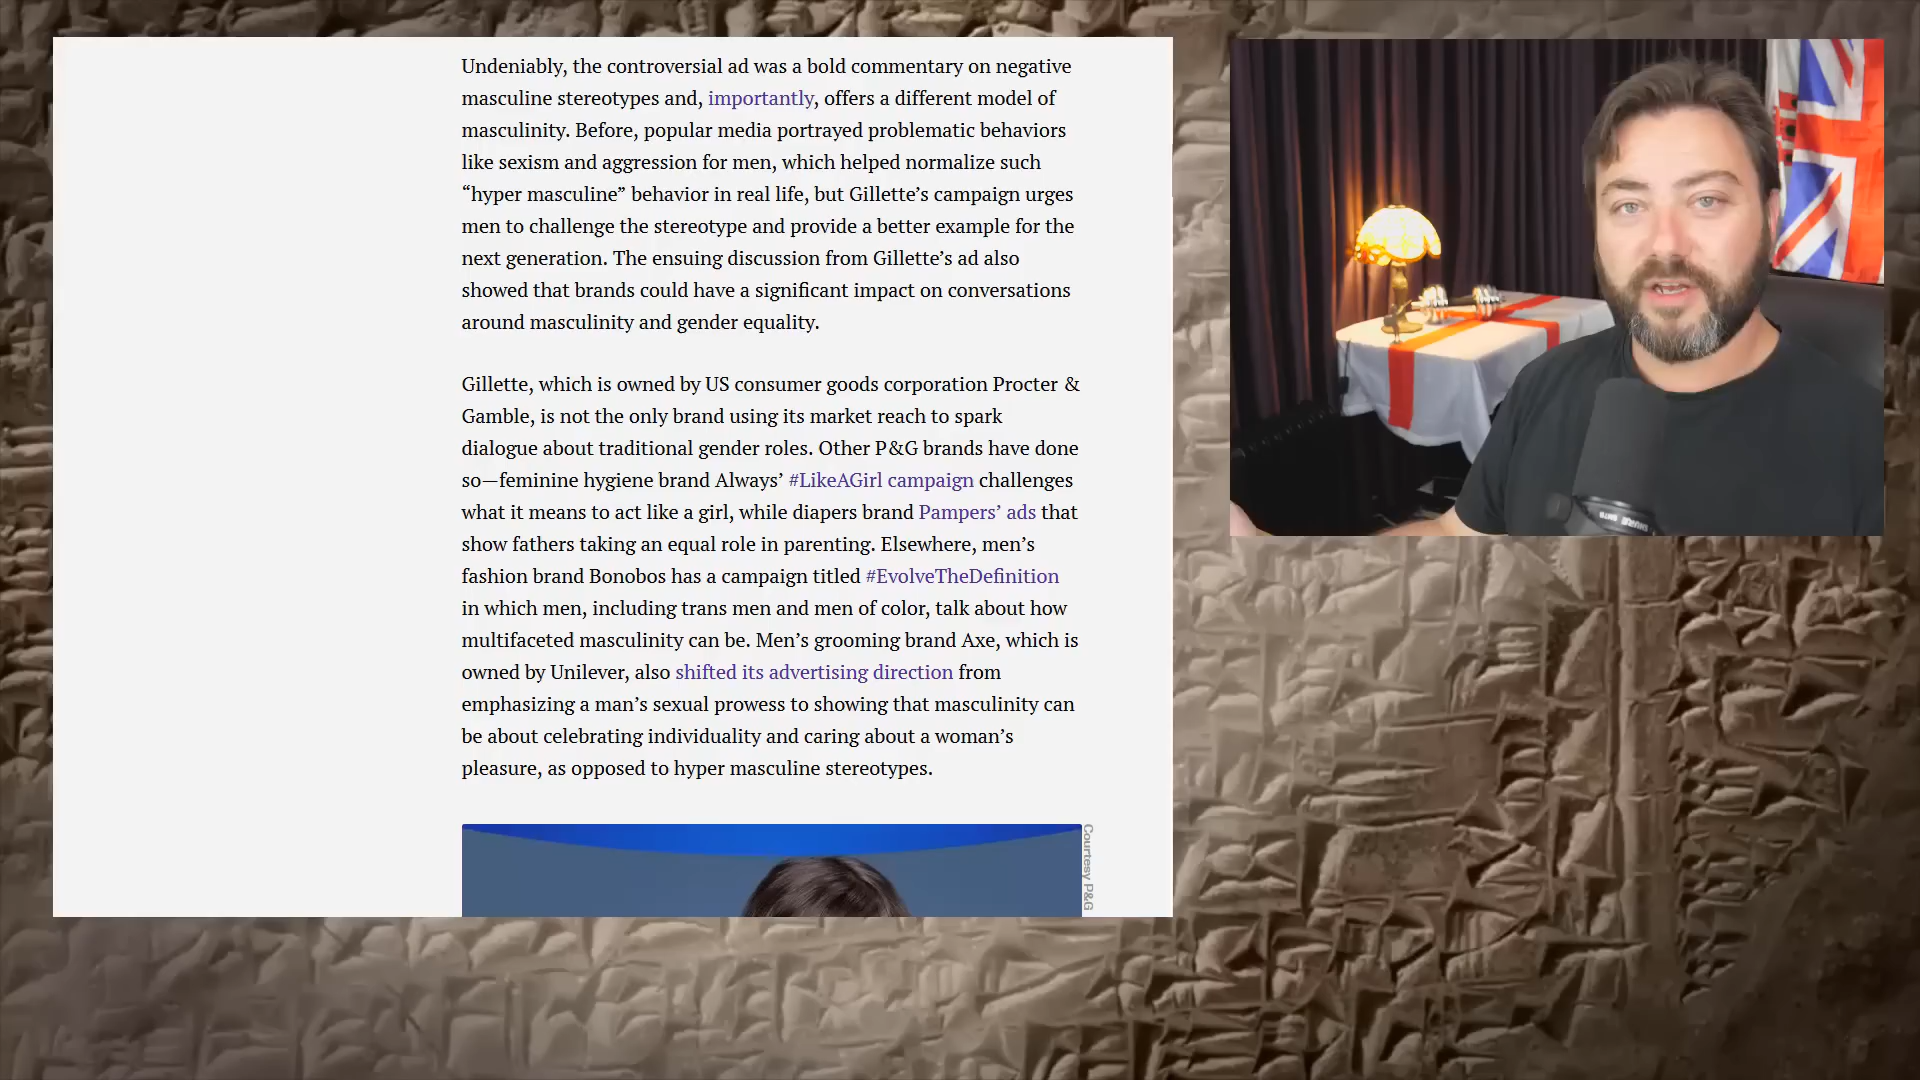 Undeniably, the controversial ad was a bold commentary on negative
masculine stereotypes and, importantly, offers a different model of
masculinity. Before, popular media portrayed problematic behaviors
like sexism and aggression for men, which helped normalize such
“hyper masculine” behavior in real life, but Gillette’s campaign urges
men to challenge the stereotype and provide a better example for the
next generation. The ensuing discussion from Gillette’s ad also
showed that brands could have a significant impact on conversations
around masculinity and gender equality.
Gillette, which is owned by US consumer goods corporation Procter &
Gamble, is not the only brand using its market reach to spark
dialogue about traditional gender roles. Other P&G brands have done
so—feminine hygiene brand Always’ #LikeAGirl campaign challenges
what it means to act like a girl, while diapers brand Pampers’ ads that
show fathers taking an equal role in parenting. Elsewhere, men’s
fashion brand Bonobos has a campaign titled #EvolveTheDefinition
in which men, including trans men and men of color, talk about how
multifaceted masculinity can be. Men’s grooming brand Axe, which is
owned by Unilever, also shifted its advertising direction from
emphasizing a man’s sexual prowess to showing that masculinity can
be about celebrating individuality and caring about a woman’s
pleasure, as opposed to hyper masculine stereotypes.
Courtesy P&G